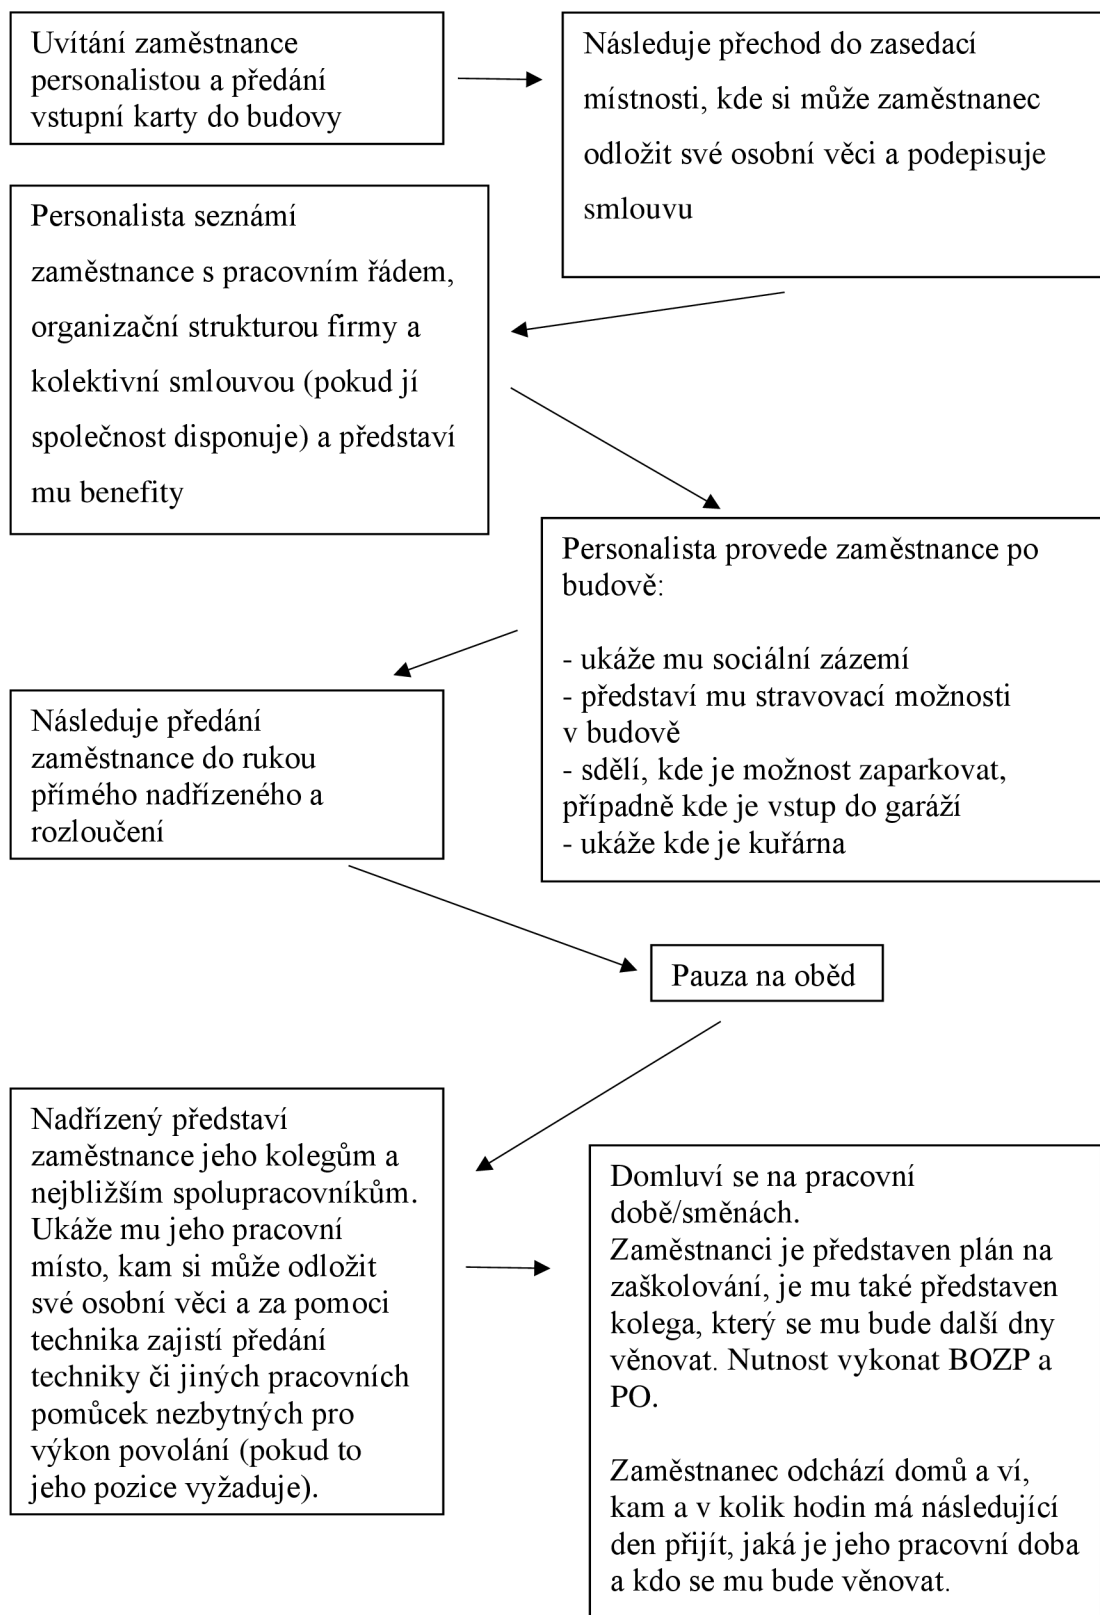 Uvítání zaměstnance
personalistou a předání
vstupní karty do budovy
Následuje přechod do zasedací
místnosti, kde si může zaměstnanec
odložit své osobní věci a podepisuje
smlouvu
Personalista seznámí
zaměstnance s pracovním řádem,
organizační strukturou firmy a
kolektivní smlouvou (pokud jí
společnost disponuje) a představí
mu benefity
Personalista provede zaměstnance po
budově:
- ukáže mu sociální zázemí
- představí mu stravovací možnosti
v budově
- sdělí, kde je možnost zaparkovat,
případně kde je vstup do garáží
- ukáže kde je kuřárna
Následuje předání
zaměstnance do rukou
přímého nadřízeného a
rozloučení
Pauza na oběd
Nadřízený představí
zaměstnance jeho kolegům a
nejbližším spolupracovníkům.
Ukáže mu jeho pracovní
místo, kam si může odložit
své osobní věci a za pomoci
technika zajistí předání
techniky či jiných pracovních
pomůcek nezbytných pro
výkon povolání (pokud to
jeho pozice vyžaduje).
Domluví se na pracovní
době/směnách.
Zaměstnanci je představen plán na
zaškolování, je mu také představen
kolega, který se mu bude další dny
věnovat. Nutnost vykonat BOZP a
PO.
Zaměstnanec odchází domů a ví,
kam a v kolik hodin má následující
den přijít, jaká je jeho pracovní doba
a kdo se mu bude věnovat.